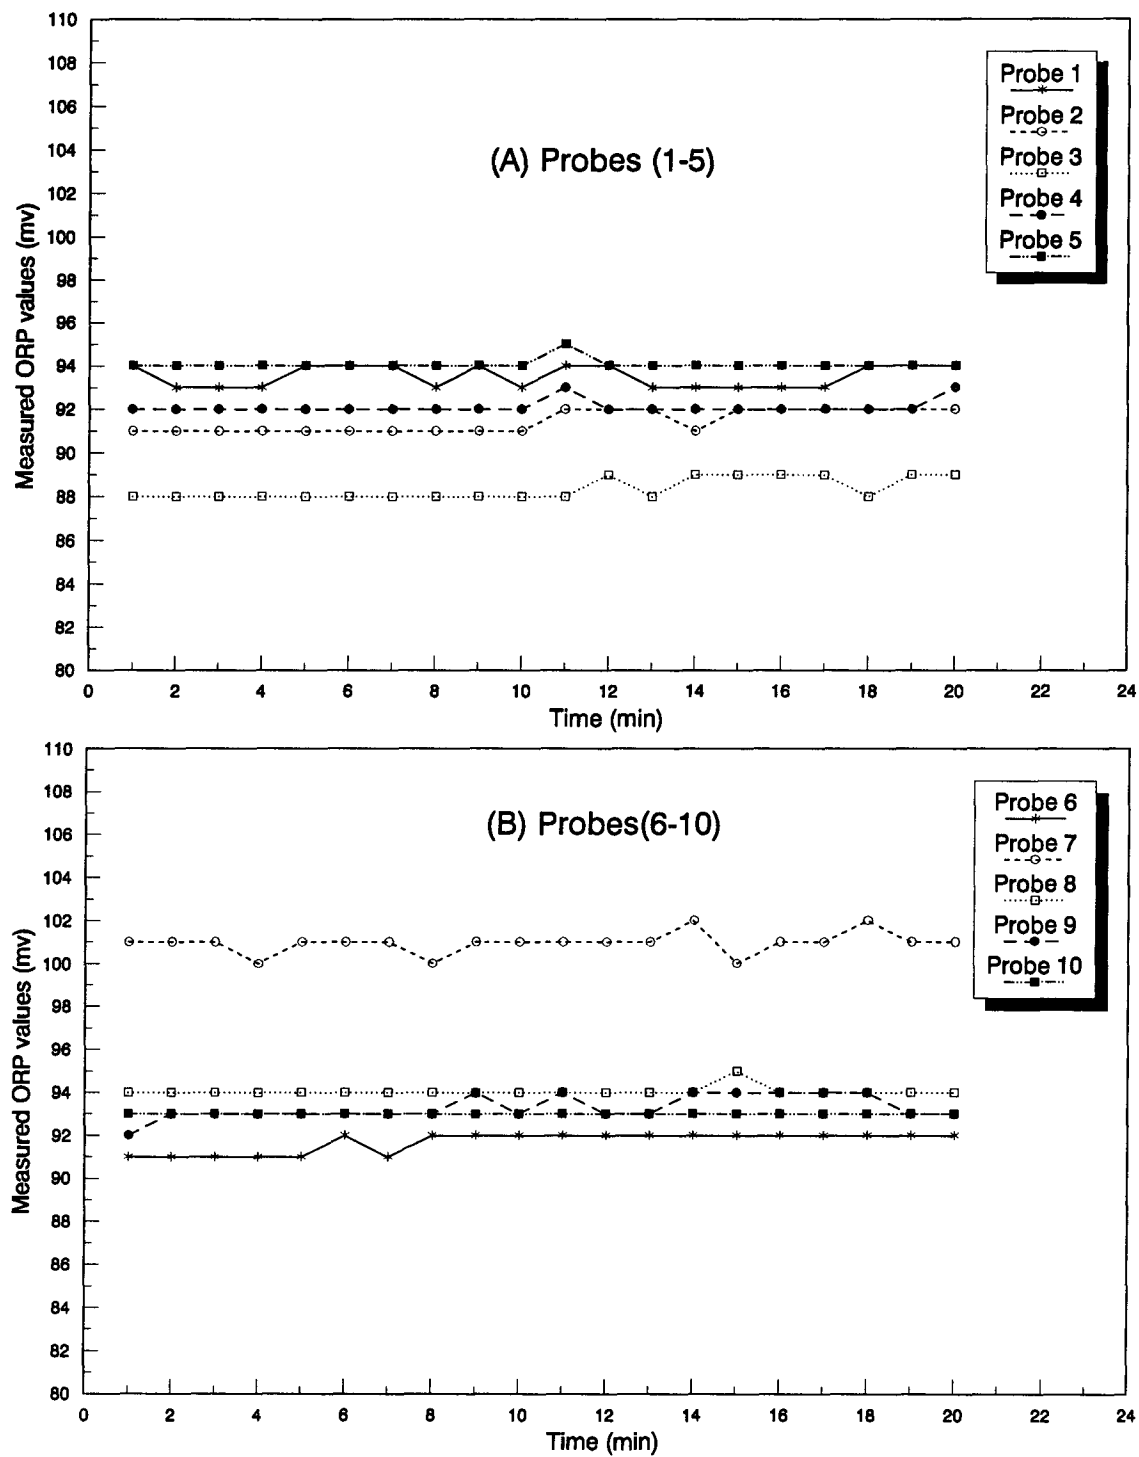 110
108
106
104
102
100
98
96
94
92
90
88
86
84
82
80
Measured ORP values (mv)
(A) Probes (1-5)
Probe 1
Probe 2
Probe 3
Probe 4
Probe 5
0 2 4 6 8 10 12 14 16 18 20 22 24
Time (min)
110
108
106
104
102
100
98
96
94
92
90
88
86
84
82
80
Measured ORP values (mv)
(B) Probes(6-10)
Probe 6
Probe 7
Probe 8
Probe 9
Probe 10
0 2 4 6 8 10 12 14 16 18 20 22 24
Time (min)